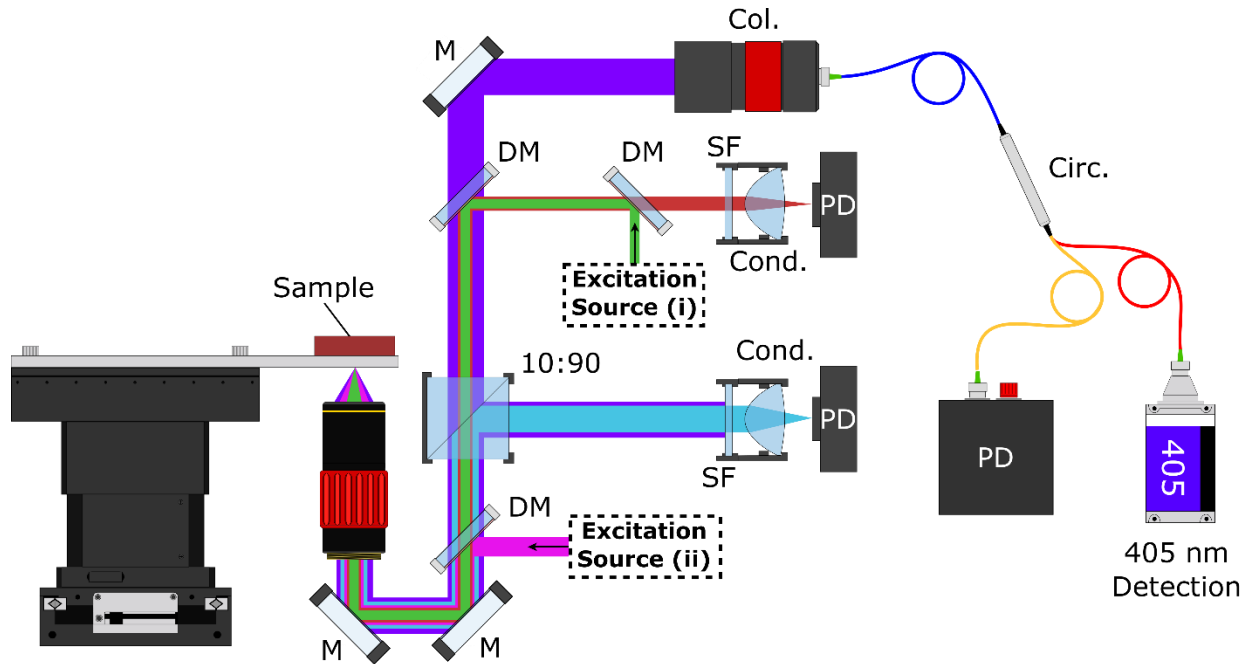 Col.
M
DM
DM
SF
Circ.
PD
Cond.
Excitation
Source (i)
Sample
10:90
Cond.
PD
SF
PD
405
DM
Excitation
Source (ii)
405 nm
Detection
M
M